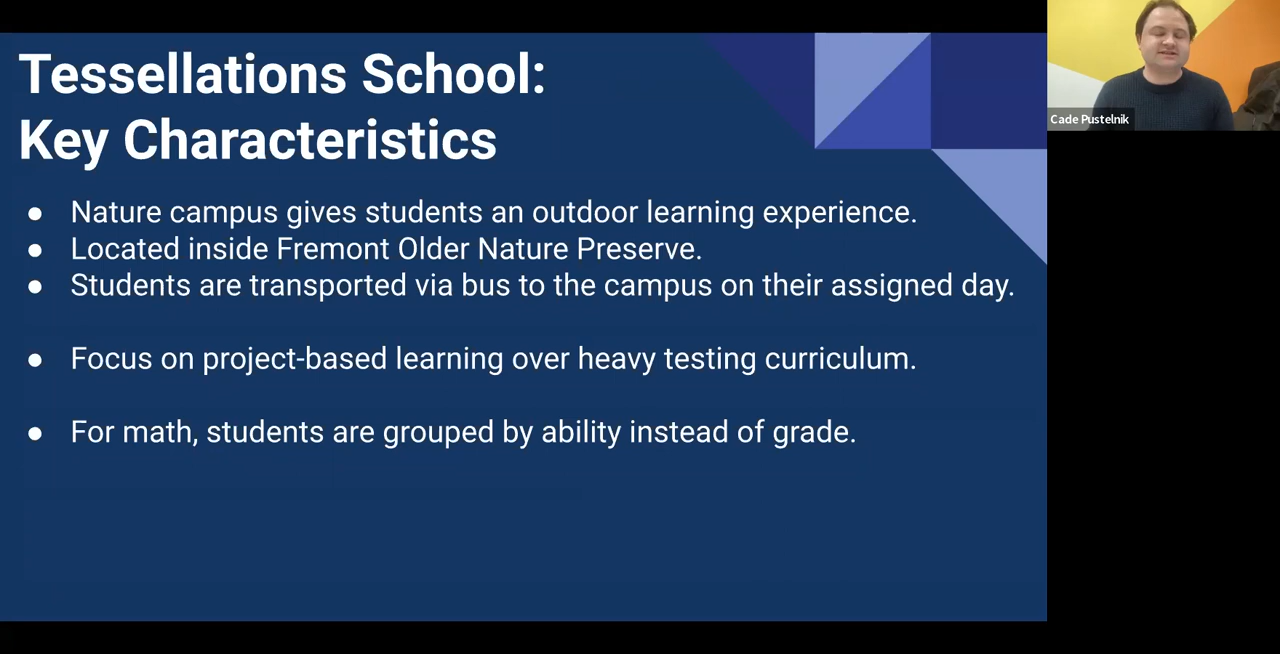 Tessellations School:
Key Characteristics
● Nature campus gives students an outdoor learning experience.
● Located inside Fremont Older Nature Preserve.
● Students are transported via bus to the campus on their assigned day.
● Focus on project-based learning over heavy testing curriculum.
● For math, students are grouped by ability instead of grade.
Cade Pustelnik